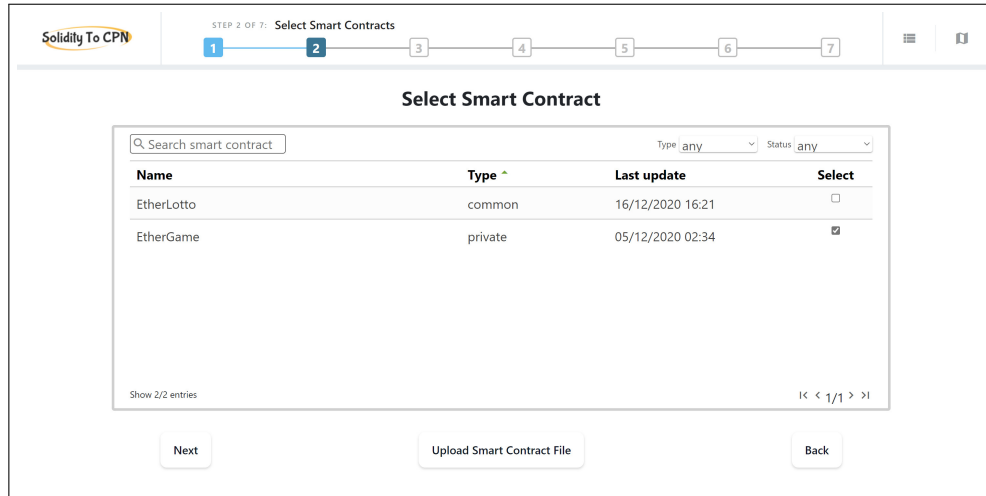 Solidity To CPN
STEP 2 OF 7: Select Smart Contracts
1 2 3 4 5 6 7
Select Smart Contract
Search smart contract Type any Status any
Name Type Last update Select
EtherLotto common 16/12/2020 16:21
EtherGame private 05/12/2020 02:34
Show 2/2 entries 1/1
Next Upload Smart Contract File Back